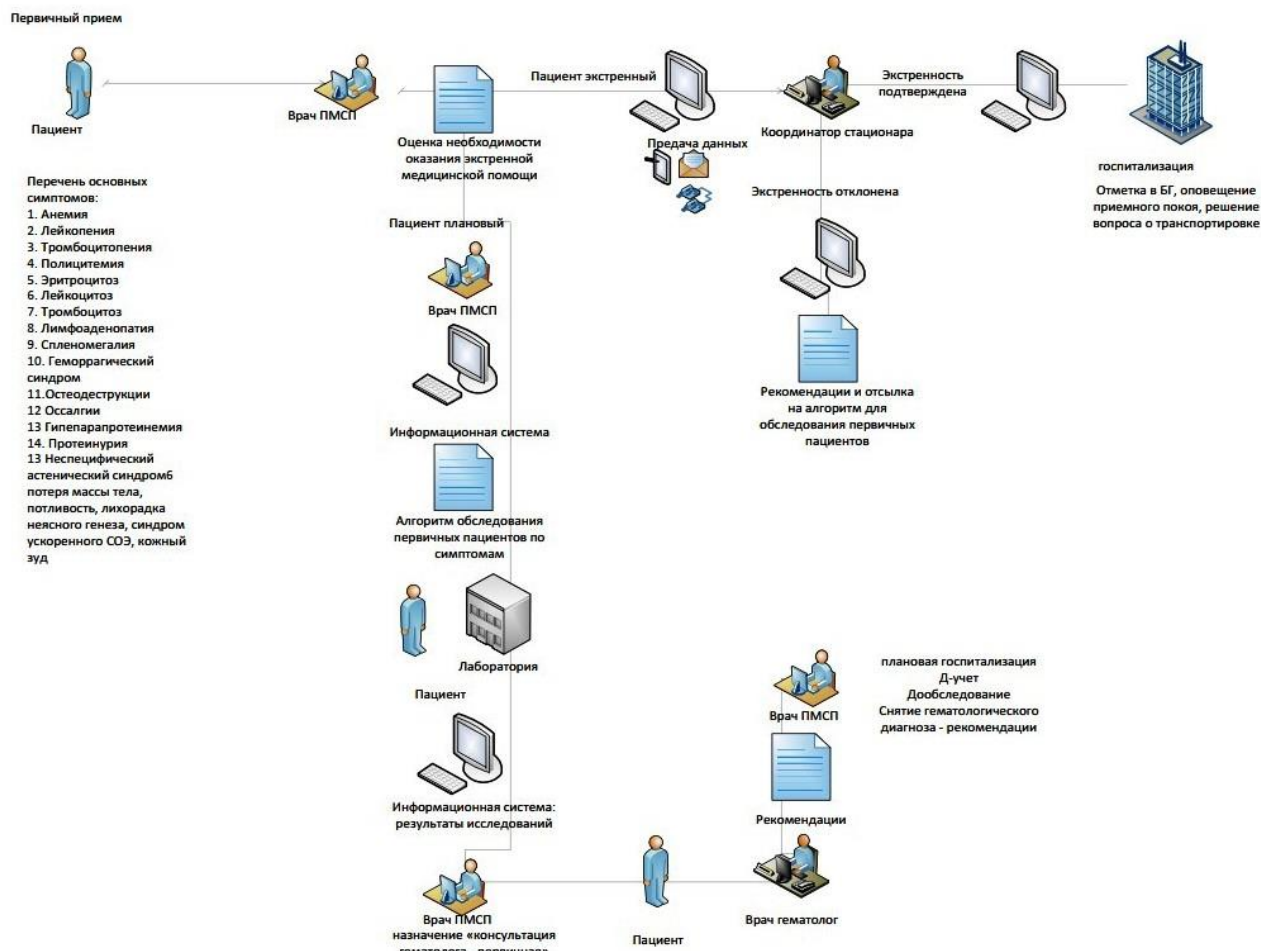 Первичный прием
Пациент
Врач ПМСП
Оценка необходимости
оказания экстренной
медицинской помощи
Пациент экстренный
Предача данных
Координатор стационара
Экстренность
подтверждена
госпитализация
Отметка в БГ, оповещение
приемного покоя, решение
вопроса о транспортировке
Экстренность отклонена
Рекомендации и отсылка
на алгоритм для
обследования первичных
пациентов
Перечень основных
симптомов:
1. Анемия
2. Лейкопения
3. Тромбоцитопения
4. Полицитемия
5. Эритроцитоз
6. Лейкоцитоз
7. Тромбоцитоз
8. Лимфоаденопатия
9. Спленомегалия
10. Геморрагический
синдром
11.Остеодеструкции
12 Оссалгии
13 Гипепарапротеинемия
14. Протеинурия
13 Неспецифический
астенический синдром6
потеря массы тела,
потливость, лихорадка
неясного генеза, синдром
ускоренного СОЭ, кожный
зуд
Пациент плановый
Врач ПМСП
Информационная система
Алгоритм обследования
первичных пациентов по
симптомам
Лаборатория
Пациент
Информационная система:
результаты исследований
Врач ПМСП
назначение «консультация
гематолога - первичная»
Пациент
Врач гематолог
Рекомендации
Врач ПМСП
плановая госпитализация
Д-учет
Дообследование
Снятие гематологического
диагноза - рекомендации